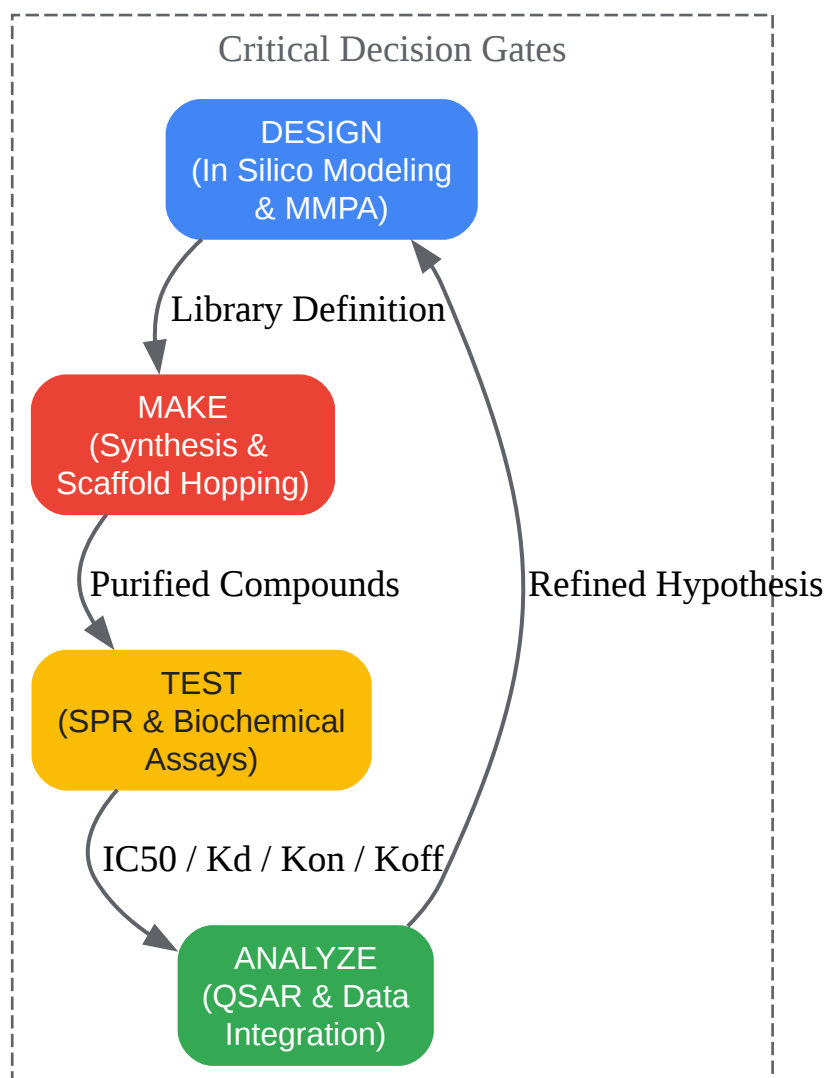 Critical Decision Gates
DESIGN
(In Silico Modeling
& MMPA)
Library Definition
MAKE
(Synthesis &
Scaffold Hopping)
Purified Compounds
Refined Hypothesis
TEST
(SPR & Biochemical
Assays)
IC50 / Kd / Kon / Koff
ANALYZE
(QSAR & Data
Integration)